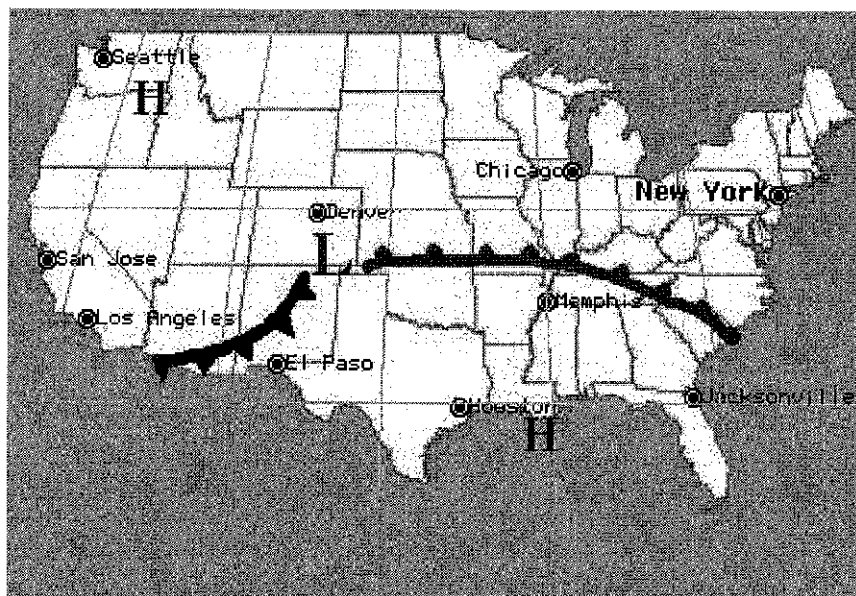 Seattle
H
Chicago
New York
Denver
L
San Jose
Memphis
Los Angeles
El Paso
Jacksonville
Houston
H